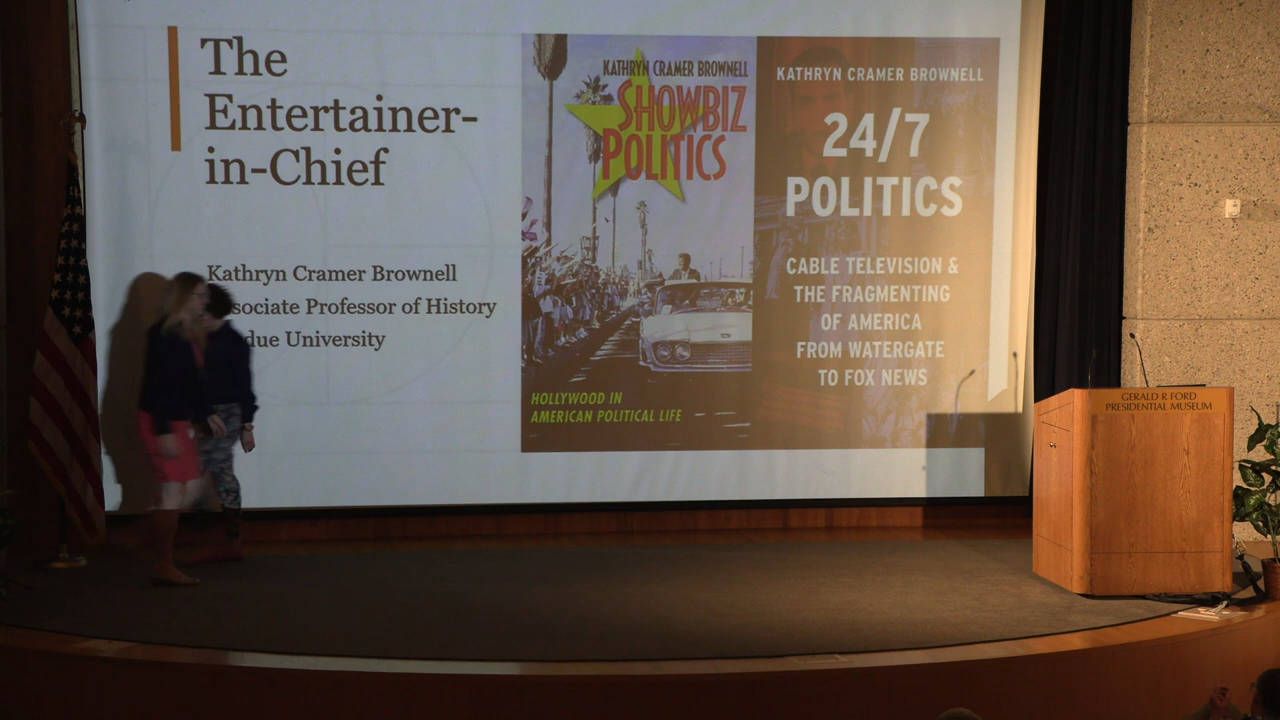 The
Entertainer-
in-Chief
Kathryn Cramer Brownell
sociate Professor of History
due University
KATHRYN CRAMER BROWNELL
SHOWBIZ
POLITICS
HOLLYWOOD IN
AMERICAN POLITICAL LIFE
KATHRYN CRAMER BROWNELL
24/7
POLITICS
CABLE TELEVISION &
THE FRAGMENTING
OF AMERICA
FROM WATERGATE
TO FOX NEWS
GERALD R FORD
PRESIDENTIAL MUSEUM